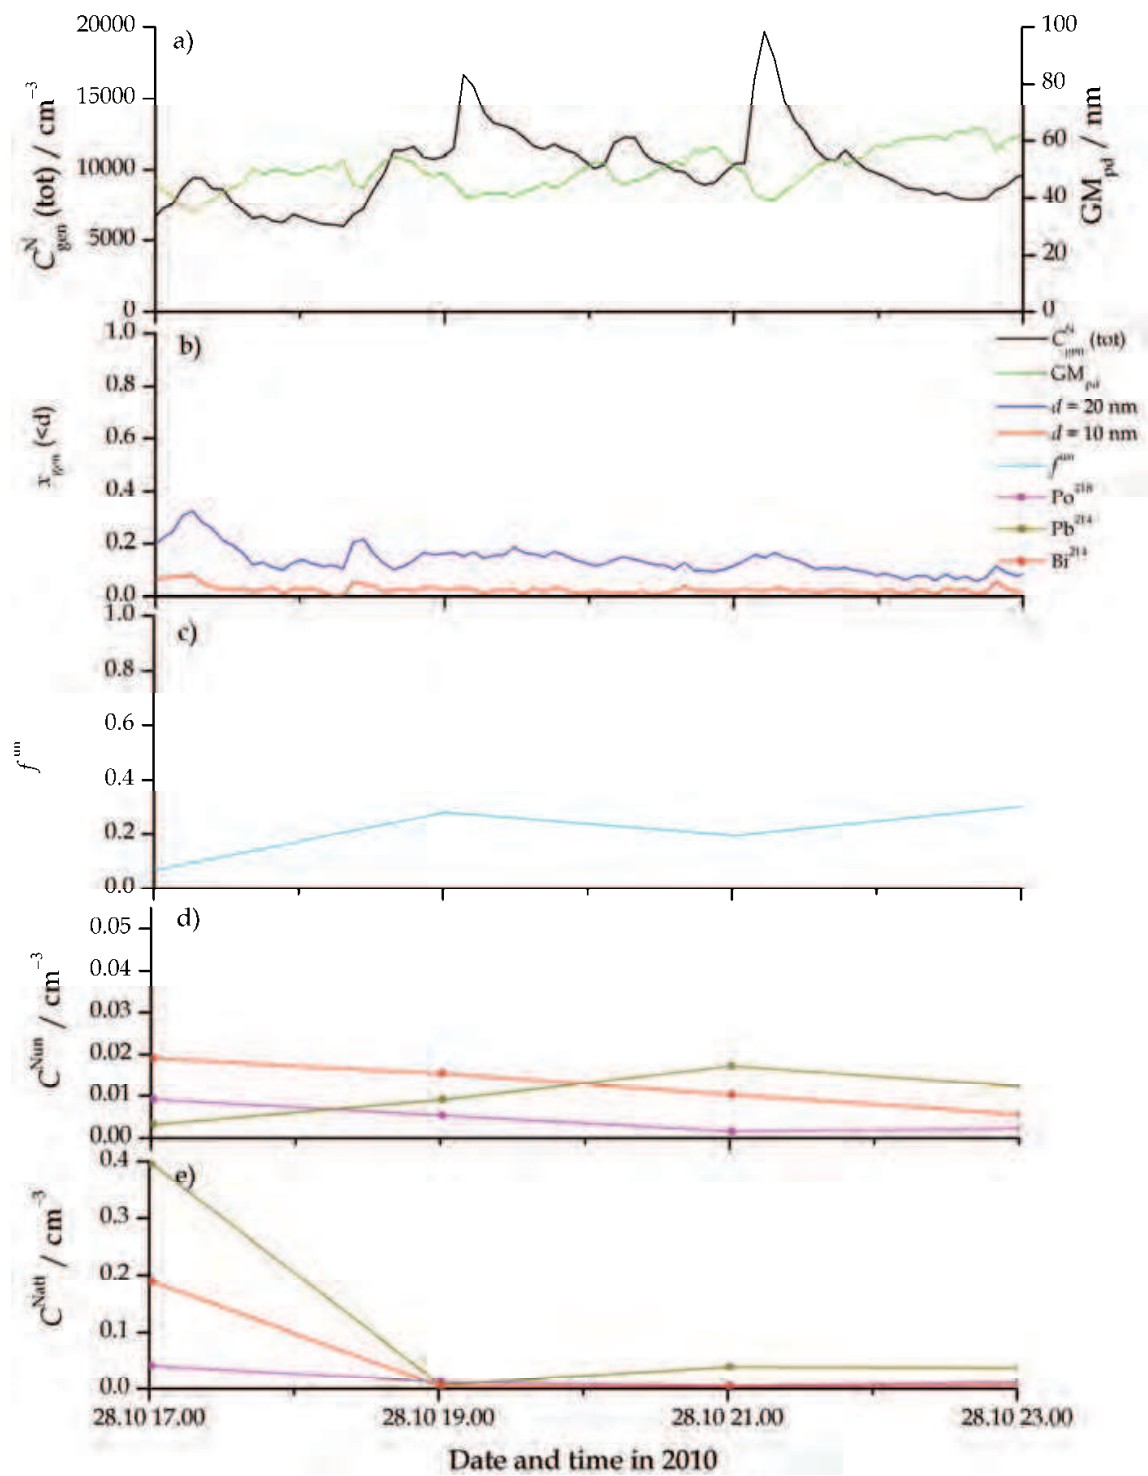 a)
20000
15000
10000
5000
0
C^N_gen (tot) / cm^−3
100
80
60
40
20
0
GM_pd / nm
b)
1.0
0.8
0.6
0.4
0.2
0.0
x_gen (<d)
C^N_gen (tot)
GM_pd
d = 20 nm
d = 10 nm
f^un
Po^218
Pb^214
Bi^214
c)
1.0
0.8
0.6
0.4
0.2
0.0
f^un
d)
0.05
0.04
0.03
0.02
0.01
0.00
C^Nun / cm^−3
e)
0.4
0.3
0.2
0.1
0.0
C^Natt / cm^−3
28.10 17.00
28.10 19.00
28.10 21.00
28.10 23.00
Date and time in 2010